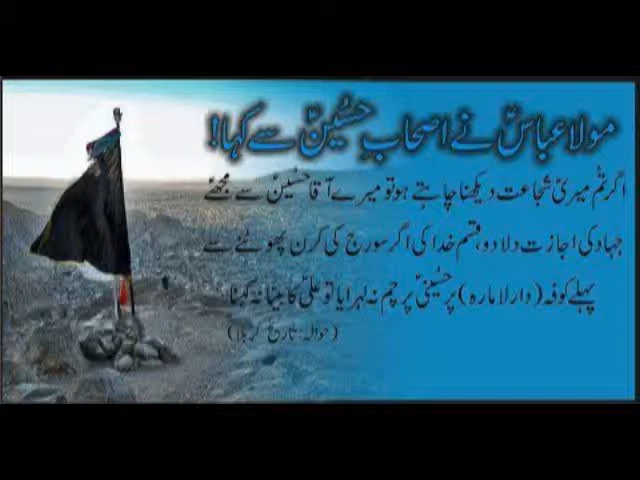 مولا عباسؑ نے اصحابِ حسینؑ سے کہا!
اگر تم میری شجاعت دیکھنا چاہتے ہو تو میرے آقا حسینؑ سے مجھے
جہاد کی اجازت دلا دو، قسم خدا کی اگر سورج کی کرن پھوٹنے سے
پہلے کوفہ (دارلامارہ) پر حسینی پرچم نہ لہرایا تو علیؑ کا بیٹا نہ کہنا
(حوالہ: تاریخ کربلا)